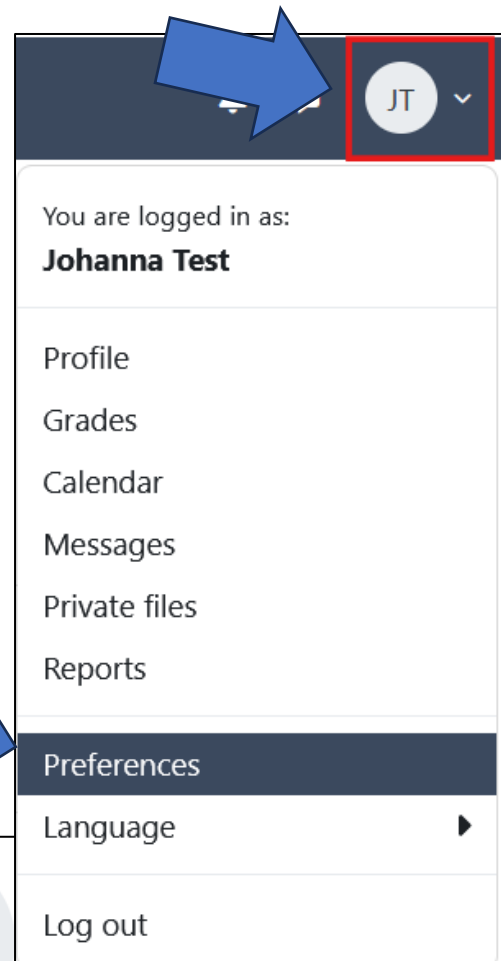 JT
You are logged in as:
Johanna Test
Profile
Grades
Calendar
Messages
Private files
Reports
Preferences
Language
Log out